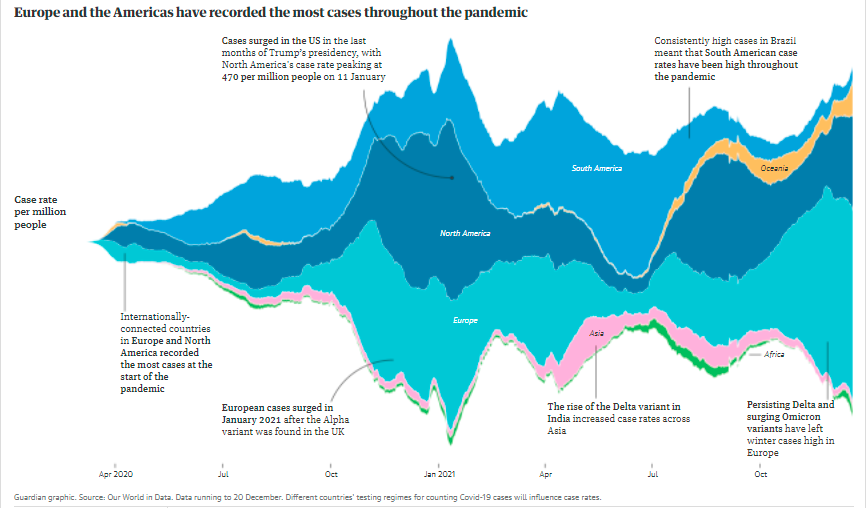 Europe and the Americas have recorded the most cases throughout the pandemic
Cases surged in the US in the last
months of Trump's presidency, with
North America's case rate peaking at
470 per million people on 11 January
Consistently high cases in Brazil
meant that South American case
rates have been high throughout
the pandemic
South America
Oceania
Case rate
per million
people
North America
Europe
Asia
Africa
Internationally-
connected countries
in Europe and North
America recorded
the most cases at the
start of the
pandemic
European cases surged in
January 2021 after the Alpha
variant was found in the UK
The rise of the Delta variant in
India increased case rates across
Asia
Persisting Delta and
surging Omicron
variants have left
winter cases high in
Europe
Apr 2020
Jul
Oct
Jan 2021
Apr
Jul
Oct
Guardian graphic. Source: Our World in Data. Data running to 20 December. Different countries' testing regimes for counting Covid-19 cases will influence case rates.